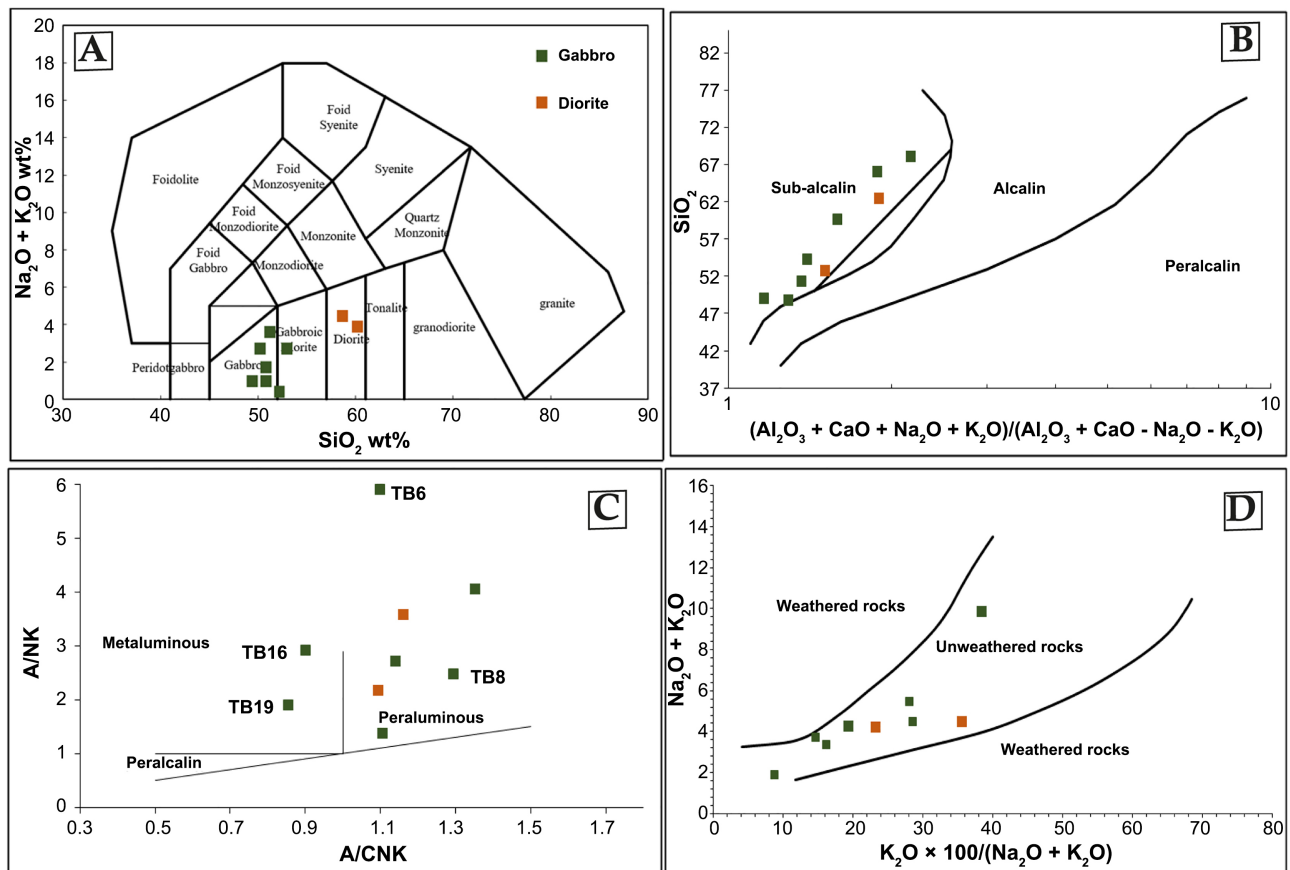 A
Gabbro
Diorite
20
18
16
14
12
10
8
6
4
2
0
Na₂O + K₂O wt%
Foid
Syenite
Foidolite
Foid
Monzosyenite
Syenite
Foid
Monzodiorite
Quartz
Monzonite
Monzonite
Foid
Gabbro
Monzodiorite
Peridotgabbro
Gabbro
Gabbroic
orite
Diorite
Tonalite
granodiorite
granite
30
40
50
60
70
80
90
SiO₂ wt%
B
82
77
72
67
62
57
52
47
42
37
SiO₂
Sub-alcalin
Alcalin
Peralcalin
1
10
(Al₂O₃ + CaO + Na₂O + K₂O)/(Al₂O₃ + CaO - Na₂O - K₂O)
C
6
5
4
3
2
1
0
A/NK
TB6
Metaluminous
TB16
TB8
TB19
Peraluminous
Peralcalin
0.3
0.5
0.7
0.9
1.1
1.3
1.5
1.7
A/CNK
D
16
14
12
10
8
6
4
2
0
Na₂O + K₂O
Weathered rocks
Unweathered rocks
Weathered rocks
0
10
20
30
40
50
60
70
80
K₂O × 100/(Na₂O + K₂O)